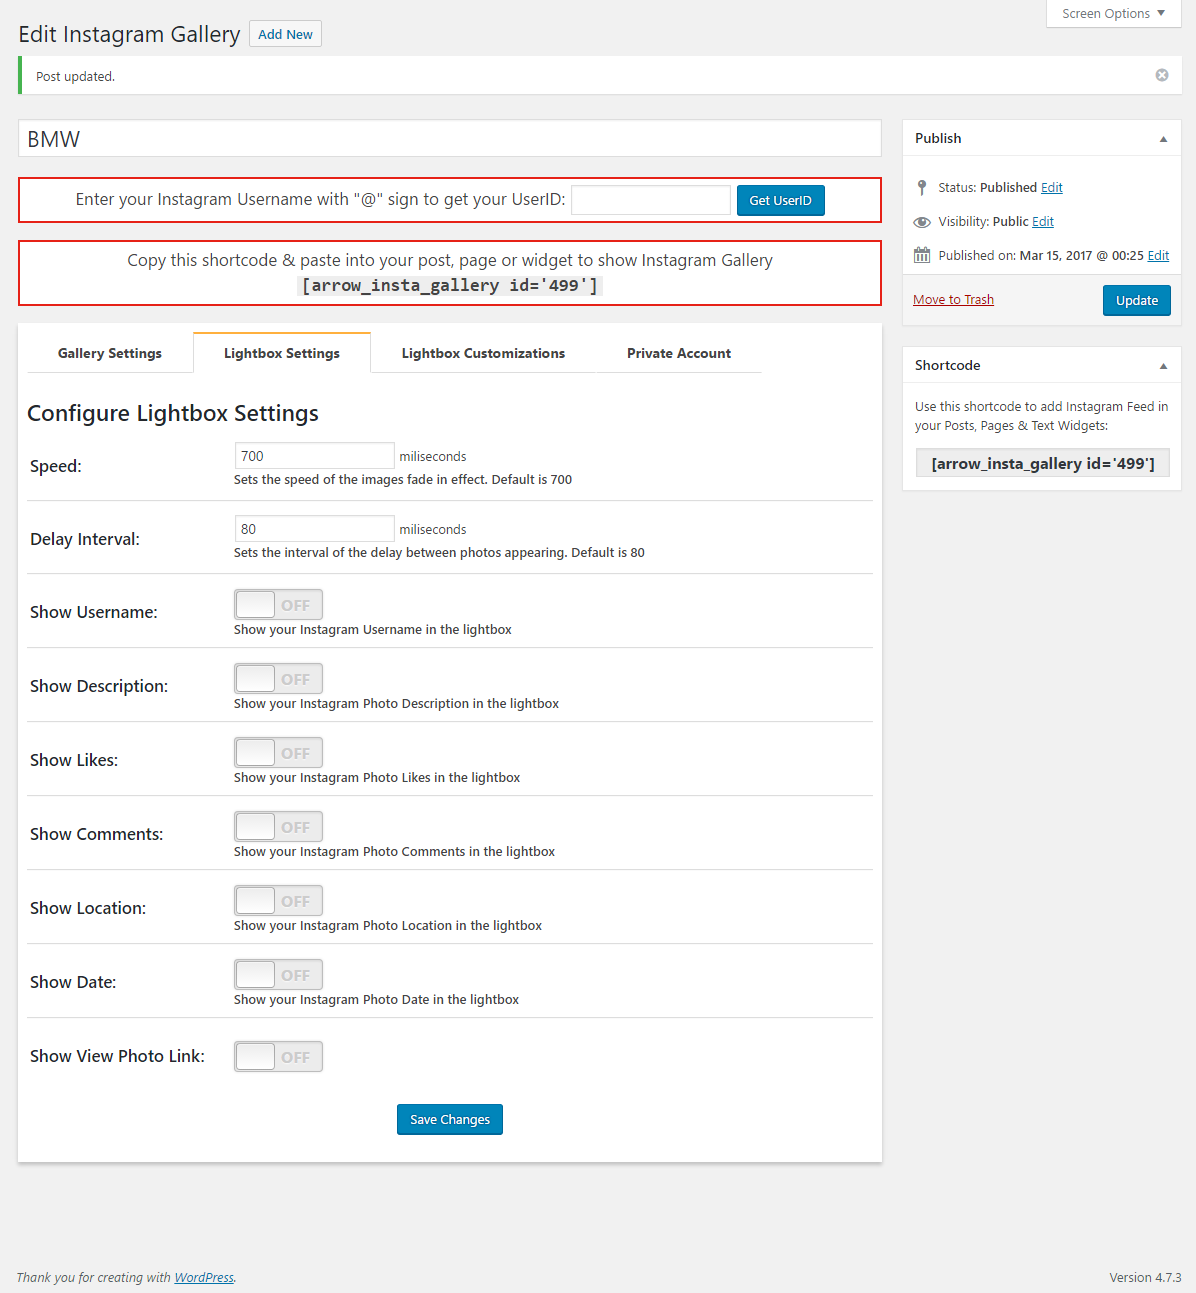 Screen Options
Edit Instagram Gallery Add New
Post updated.
BMW
Enter your Instagram Username with "@" sign to get your UserID: Get UserID
Copy this shortcode & paste into your post, page or widget to show Instagram Gallery
[arrow_insta_gallery id='499']
Gallery Settings Lightbox Settings Lightbox Customizations Private Account
Configure Lightbox Settings
Speed: 700 miliseconds
Sets the speed of the images fade in effect. Default is 700
Delay Interval: 80 miliseconds
Sets the interval of the delay between photos appearing. Default is 80
Show Username: OFF
Show your Instagram Username in the lightbox
Show Description: OFF
Show your Instagram Photo Description in the lightbox
Show Likes: OFF
Show your Instagram Photo Likes in the lightbox
Show Comments: OFF
Show your Instagram Photo Comments in the lightbox
Show Location: OFF
Show your Instagram Photo Location in the lightbox
Show Date: OFF
Show your Instagram Photo Date in the lightbox
Show View Photo Link: OFF
Save Changes
Publish
Status: Published Edit
Visibility: Public Edit
Published on: Mar 15, 2017 @ 00:25 Edit
Move to Trash Update
Shortcode
Use this shortcode to add Instagram Feed in
your Posts, Pages & Text Widgets:
[arrow_insta_gallery id='499']
Thank you for creating with WordPress.
Version 4.7.3